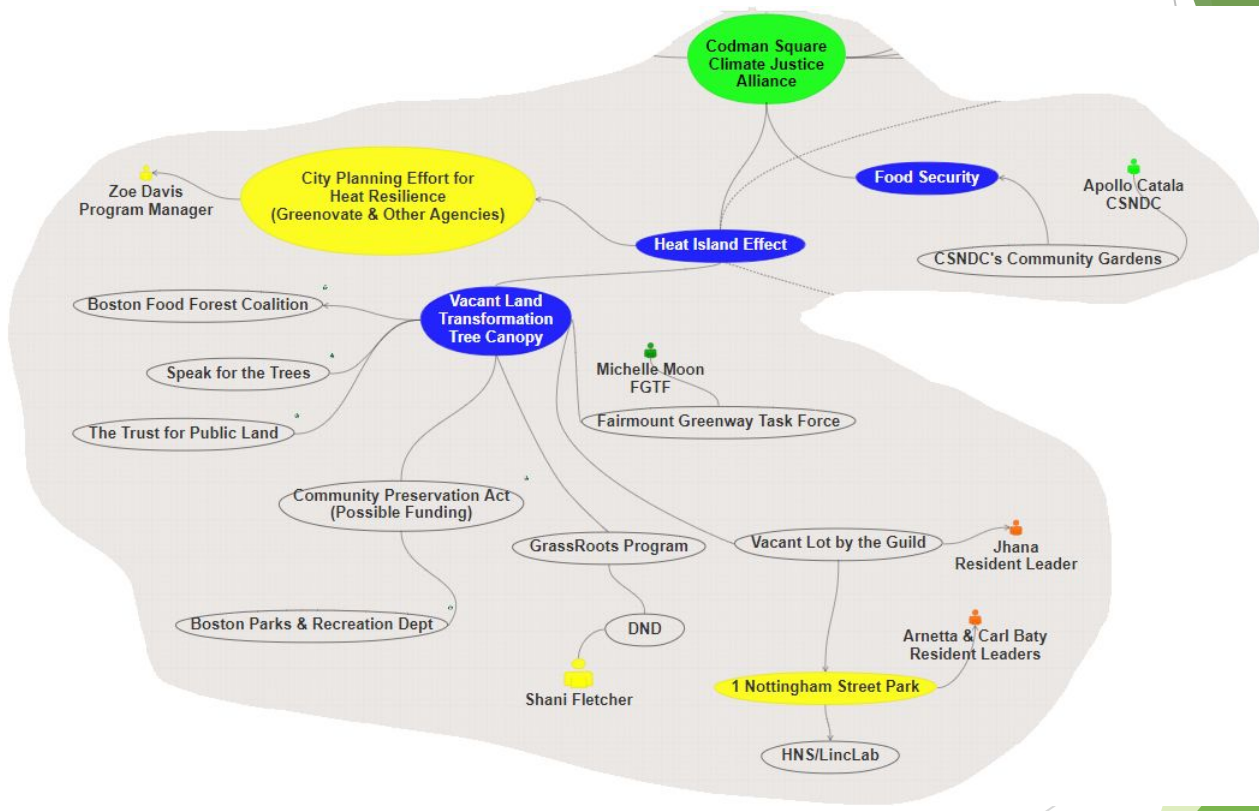 Codman Square
Climate Justice
Alliance
City Planning Effort for
Heat Resilience
(Greenovate & Other Agencies)
Zoe Davis
Program Manager
Food Security
Apollo Catala
CSNDC
Heat Island Effect
CSNDC's Community Gardens
Boston Food Forest Coalition
Vacant Land
Transformation
Tree Canopy
Speak for the Trees
Michelle Moon
FGTF
The Trust for Public Land
Fairmount Greenway Task Force
Community Preservation Act
(Possible Funding)
GrassRoots Program
Vacant Lot by the Guild
Jhana
Resident Leader
Boston Parks & Recreation Dept
DND
Arnetta & Carl Baty
Resident Leaders
Shani Fletcher
1 Nottingham Street Park
HNS/LincLab